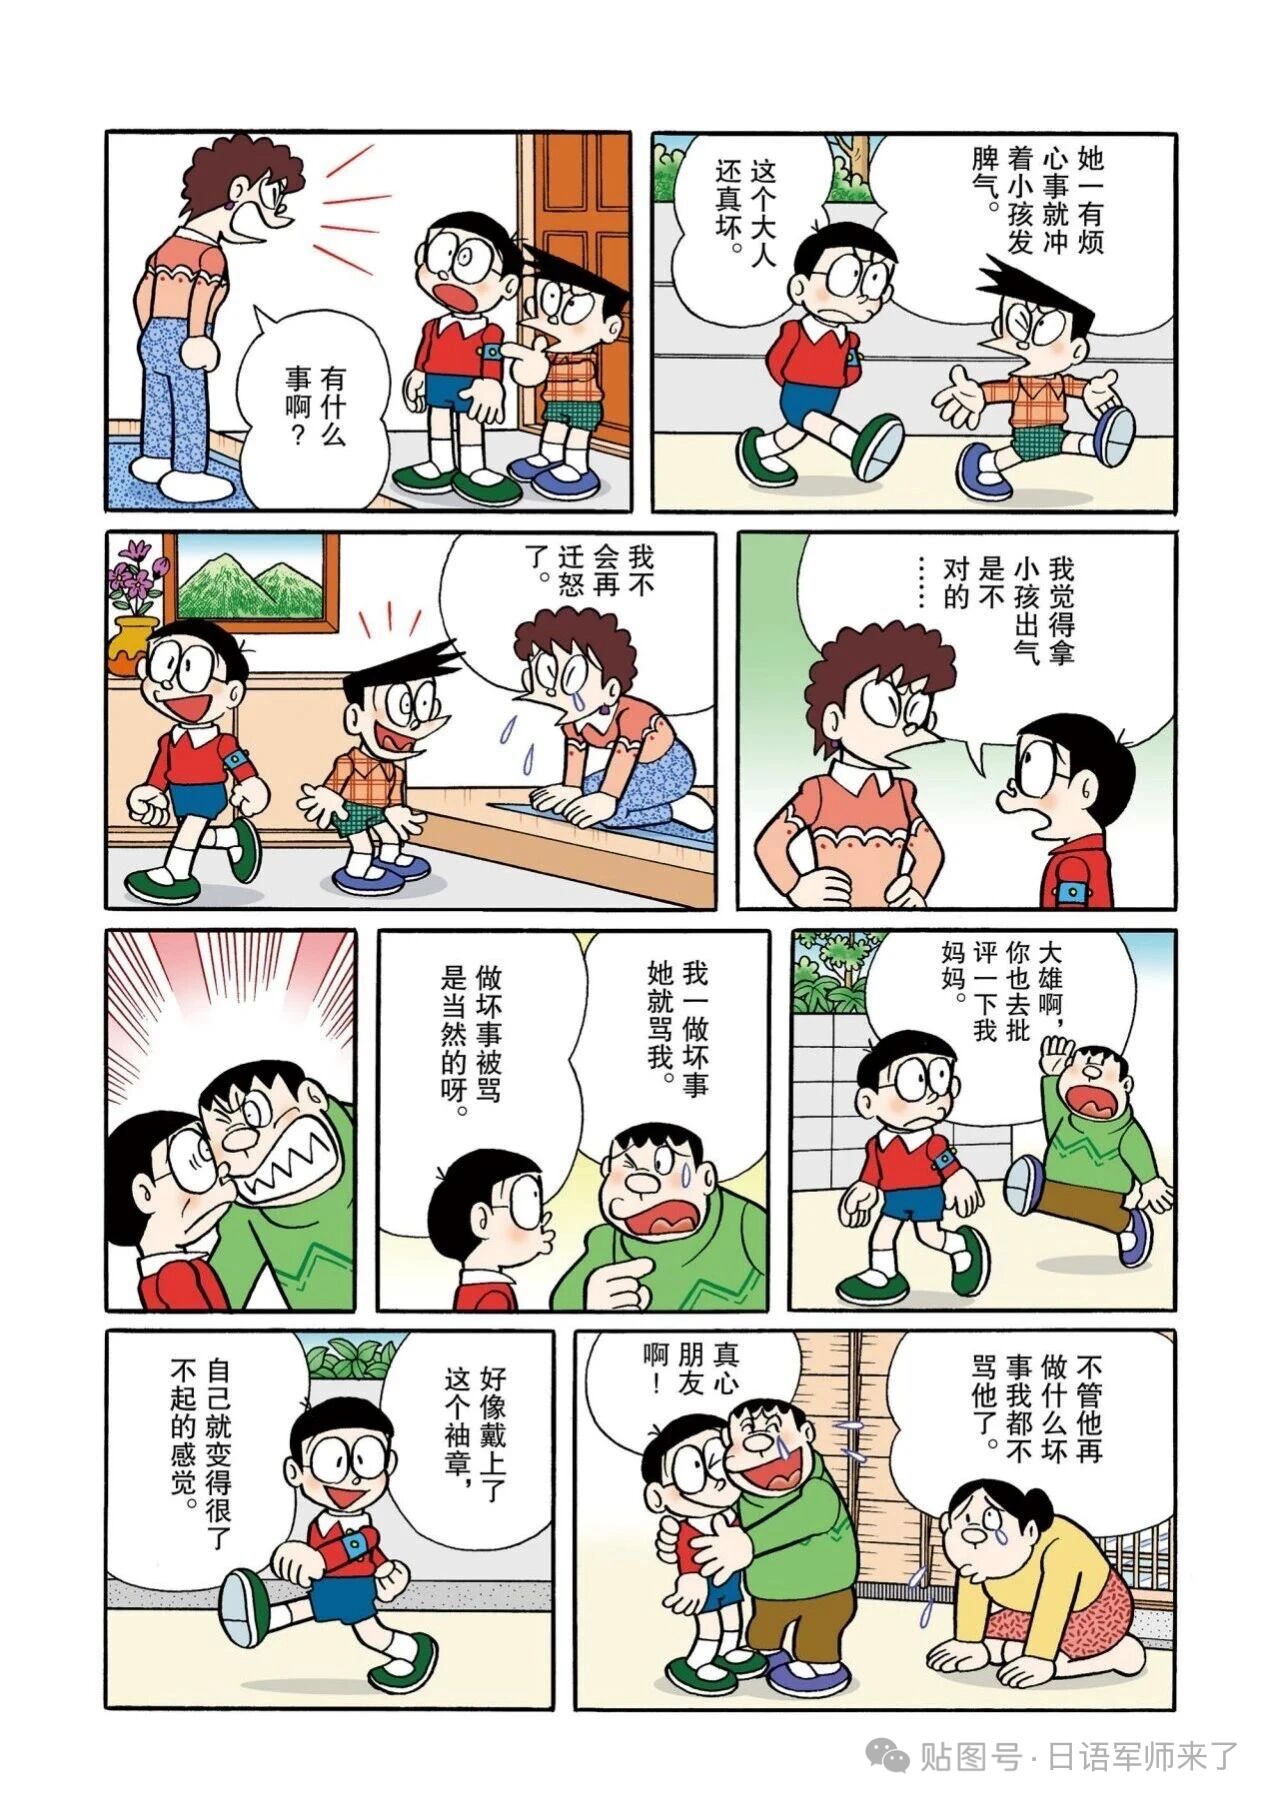 她一有烦
心事就冲
着小孩发
脾气。
这个大人
还真坏。
有什么
事啊？
我觉得拿
小孩出气
是不
对的
……
我不
会再
迁怒
了。
大雄啊，
你也去批
评一下我
妈妈。
我一做坏事
她就骂我。
做坏事被骂
是当然的呀。
不管他再
做什么坏
事我都不
骂他了。
真心
朋友
啊！
好像戴上了
这个袖章，
自己就变得很了
不起的感觉。
贴图号·日语军师来了